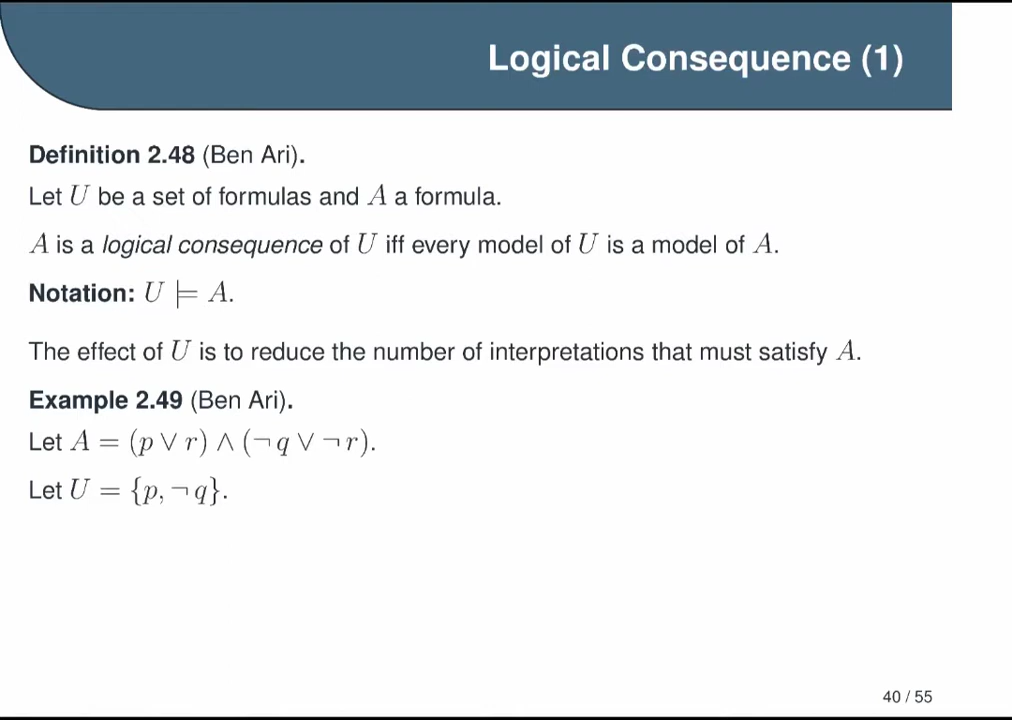 Logical Consequence (1)
Definition 2.48 (Ben Ari).
Let U be a set of formulas and A a formula.
A is a logical consequence of U iff every model of U is a model of A.
Notation: U ⊨ A.
The effect of U is to reduce the number of interpretations that must satisfy A.
Example 2.49 (Ben Ari).
Let A = (p ∨ r) ∧ (¬ q ∨ ¬ r).
Let U = {p, ¬ q}.
40 / 55